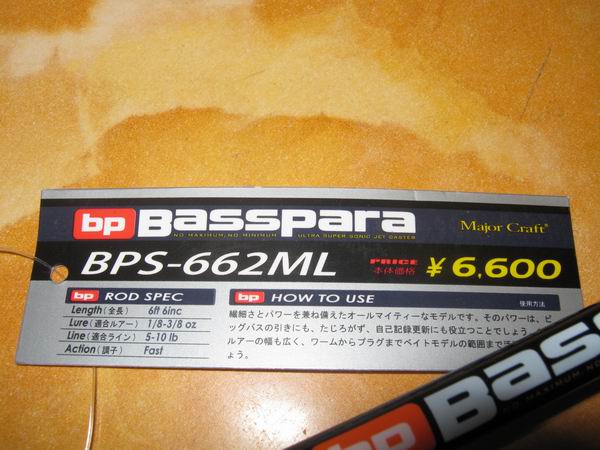 bp Basspara
NO MAXIMUM, NO MINIMUM ULTRA SUPER SONIC JET CASTER
Major Craft®
BPS-662ML
PRICE
本体価格
¥6,600
bp ROD SPEC
Length(全長) 6ft 6inc
Lure(適合ルアー) 1/8-3/8 oz
Line(適合ライン) 5-10 lb
Action(調子) Fast
bp HOW TO USE 使用方法
繊細さとパワーを兼ね備えたオールマイティーなモデルです。そのパワーは、ビ
ッグバスの引きにも、たじろがず、自己記録更新にも役立つことでしょう
ルアーの幅も広く、ワームからプラグまでベイトモデルの範囲まで
ょう。
bp Bas
NO MAXIMUM, NO